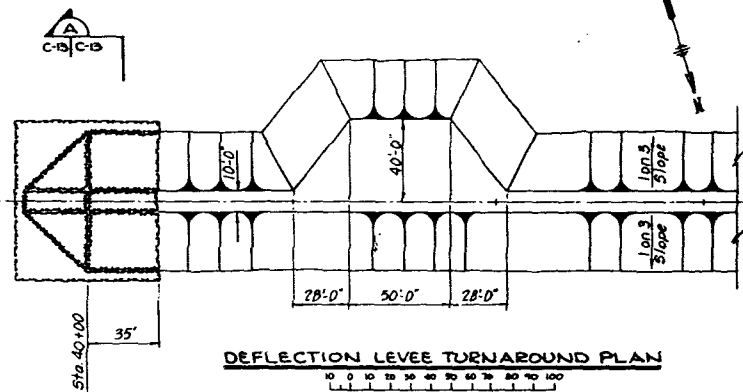 A
C-13 C-13
10'-0"
40'-0"
1 on 3
Slope
1 on 3
Slope
28'-0" 50'-0" 28'-0"
Sta. 40+00
35'
DEFLECTION LEVEE TURNAROUND PLAN
10 0 10 20 30 40 50 60 70 80 90 100